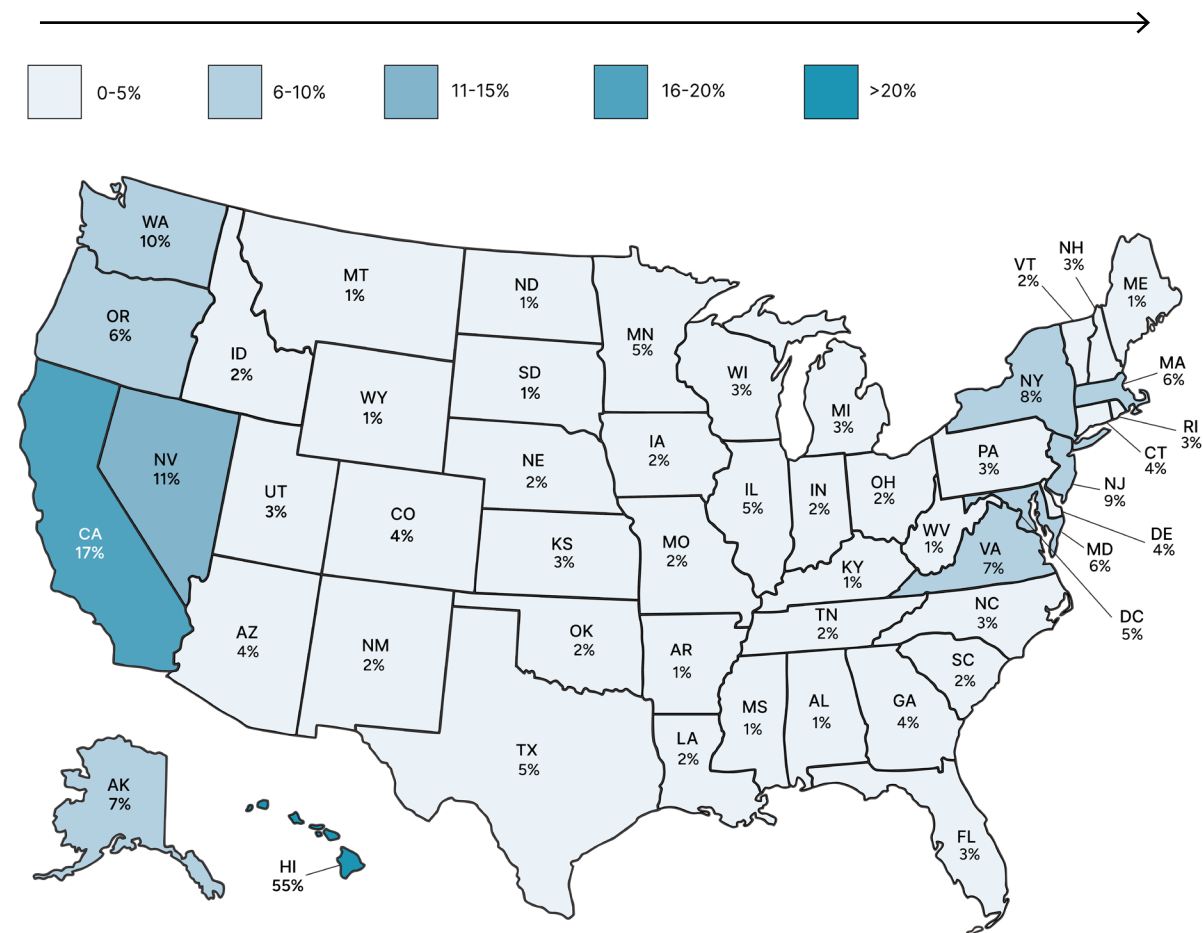 0-5%
6-10%
11-15%
16-20%
>20%
WA
10%
OR
6%
CA
17%
NV
11%
ID
2%
MT
1%
WY
1%
UT
3%
CO
4%
AZ
4%
NM
2%
ND
1%
SD
1%
NE
2%
KS
3%
OK
2%
TX
5%
MN
5%
IA
2%
MO
2%
AR
1%
LA
2%
WI
3%
IL
5%
MI
3%
IN
2%
OH
2%
KY
1%
TN
2%
MS
1%
AL
1%
GA
4%
FL
3%
SC
2%
NC
3%
VA
7%
WV
1%
PA
3%
NY
8%
VT
2%
NH
3%
ME
1%
MA
6%
RI
3%
CT
4%
NJ
9%
DE
4%
MD
6%
DC
5%
AK
7%
HI
55%